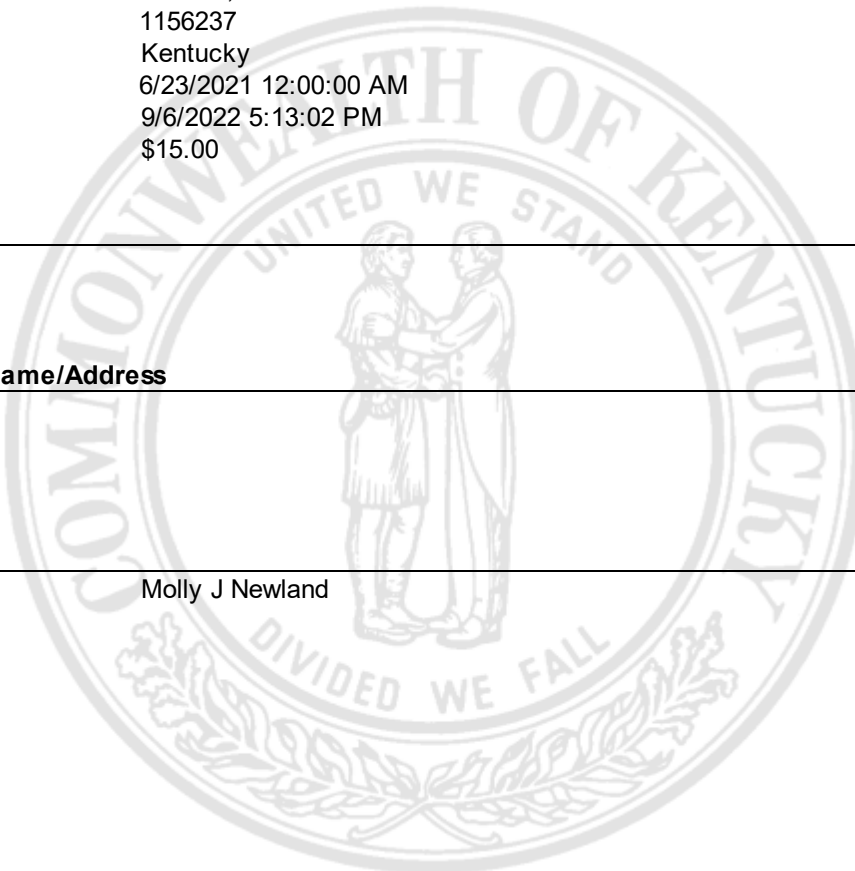 1156237
Kentucky
6/23/2021 12:00:00 AM
9/6/2022 5:13:02 PM
$15.00
COMMONWEALTH OF KENTUCKY
UNITED WE STAND
ame/Address
Molly J Newland
DIVIDED WE FALL